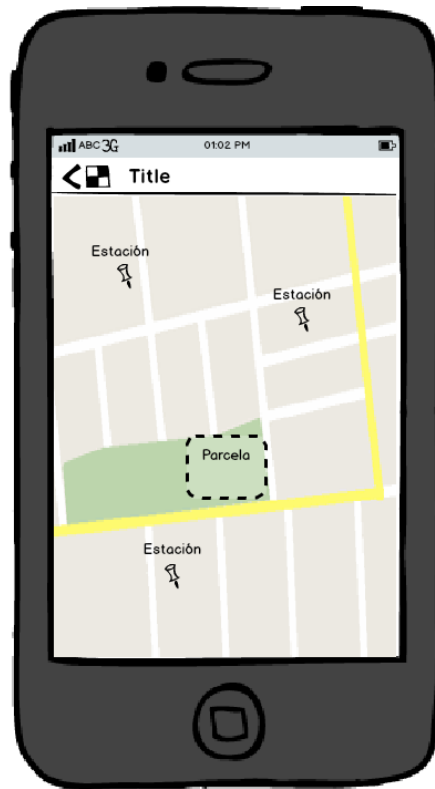 ABC 3G 01:02 PM
Title
Estación
Estación
Parcela
Estación